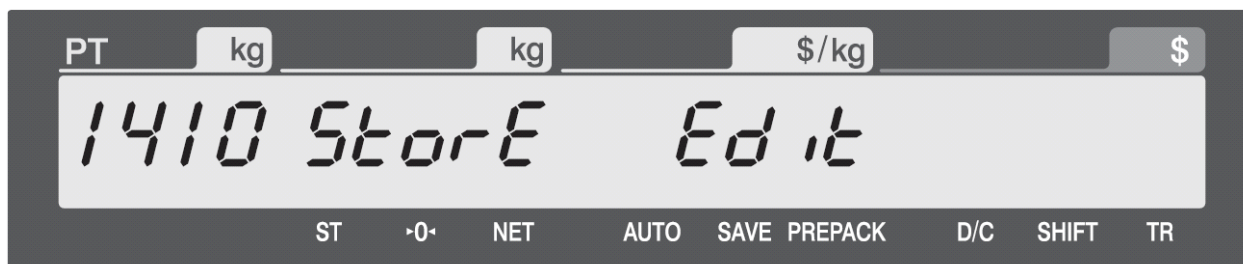 PT kg kg $/kg $
1410 StorE Edit
ST ▸0◂ NET AUTO SAVE PREPACK D/C SHIFT TR